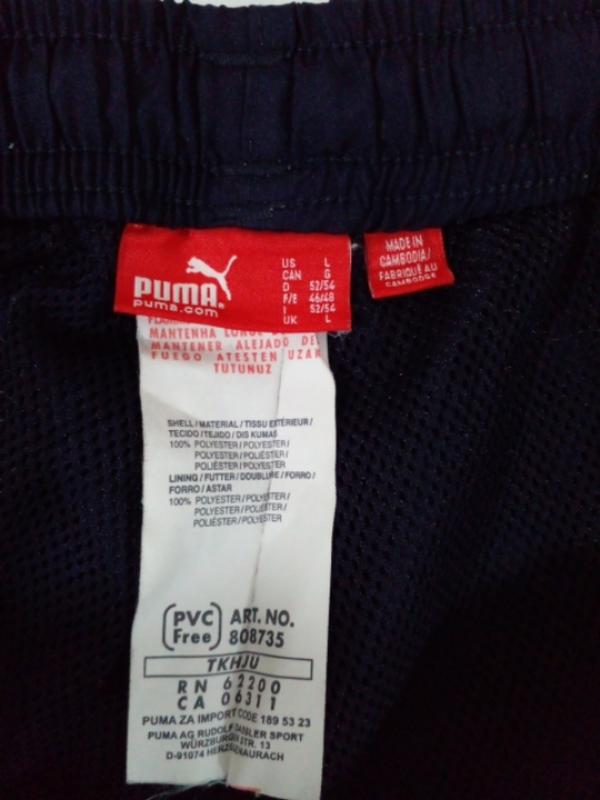 PUMA
puma.com
US L
CAN G
D 52/54
F/E 46/48
I 52/54
UK L
MADE IN
CAMBODIA/
FABRIQUÉ AU
CAMBODGE
MANTENHA LONGE
MANTENER ALEJADO DEL
FUEGO ATESTEN UZAK
TUTUNUZ
SHELL/MATERIAL/TISSU EXTÉRIEUR/
TECIDO/TEJIDO/DIS KUMAS
100% POLYESTER/POLYESTER/
POLYESTER/POLIÉSTER/
POLIÉSTER/POLYESTER
LINING/FUTTER/DOUBLURE/FORRO/
FORRO/ASTAR
100% POLYESTER/POLYESTER/
POLYESTER/POLIÉSTER/
POLIÉSTER/POLYESTER
PVC Free
ART. NO.
808735
TKHJU
RN 62200
CA 06311
PUMA ZA IMPORT CODE 189 53 23
PUMA AG RUDOLF DASSLER SPORT
WÜRZBURGER STR. 13
D-91074 HERZOGENAURACH